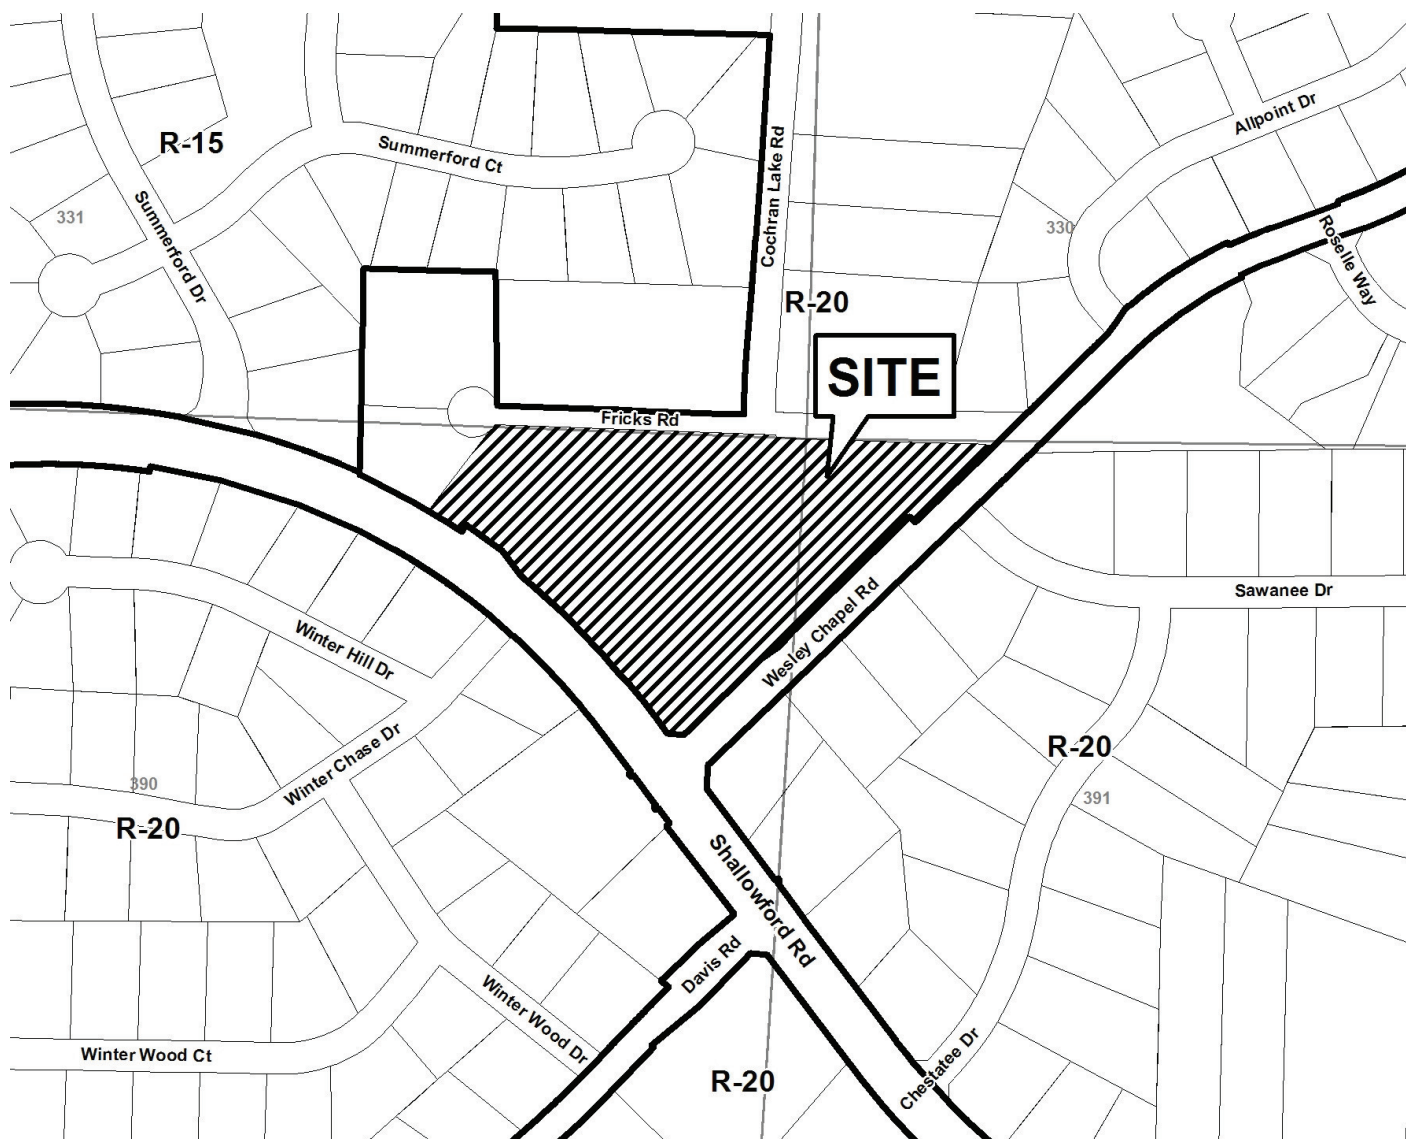 Allpoint Dr
R-15
Summerford Ct
Cochran Lake Rd
331
Summerford Dr
330
Roselle Way
R-20
SITE
Fricks Rd
Sawanee Dr
Wesley Chapel Rd
Winter Hill Dr
R-20
Winter Chase Dr
390
391
R-20
Shallowford Rd
Davis Rd
Winter Wood Dr
Winter Wood Ct
Chestatee Dr
R-20